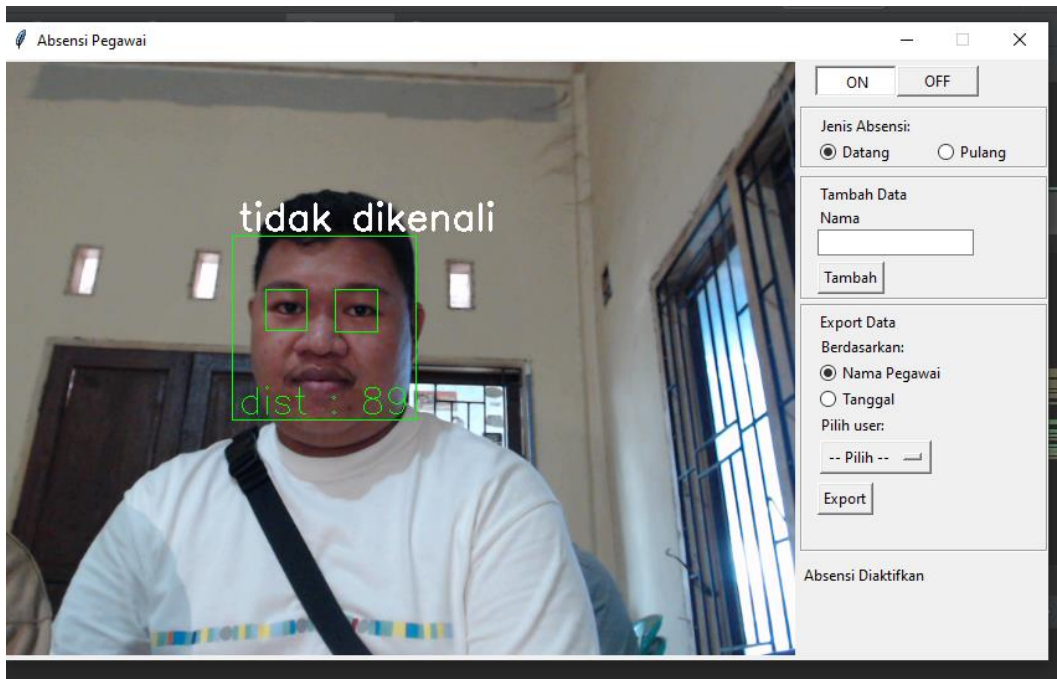 Absensi Pegawai
ON OFF
Jenis Absensi:
Datang Pulang
Tambah Data
Nama
Tambah
Export Data
Berdasarkan:
Nama Pegawai
Tanggal
Pilih user:
-- Pilih --
Export
Absensi Diaktifkan
tidak dikenali
dist : 89